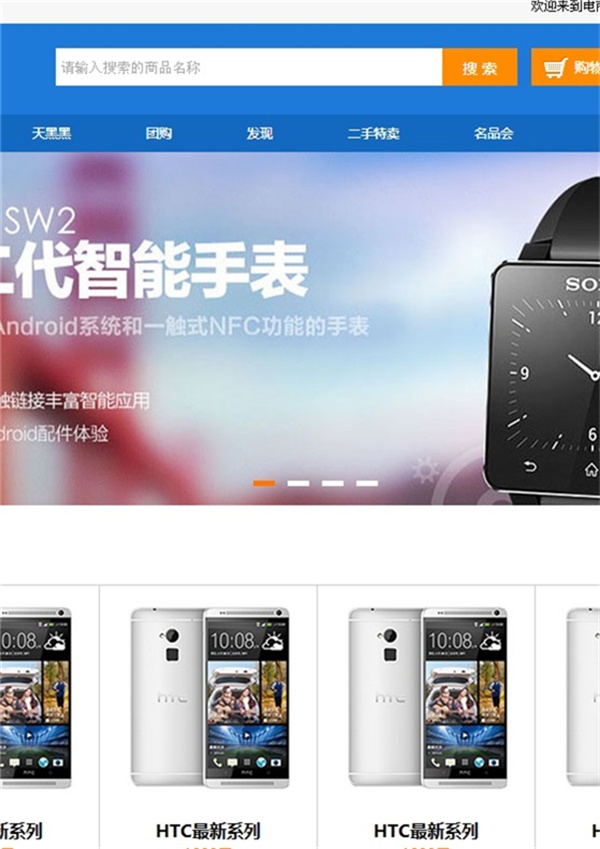 欢迎来到电商
请输入搜索的商品名称
搜 索
购物
天黑黑
团购
发现
二手特卖
名品会
SW2
二代智能手表
Android系统和一触式NFC功能的手表
触链接丰富智能应用
droid配件体验
SO
12
9
6
10:08
10:08
10:08
htc
htc
新系列
HTC最新系列
HTC最新系列
H